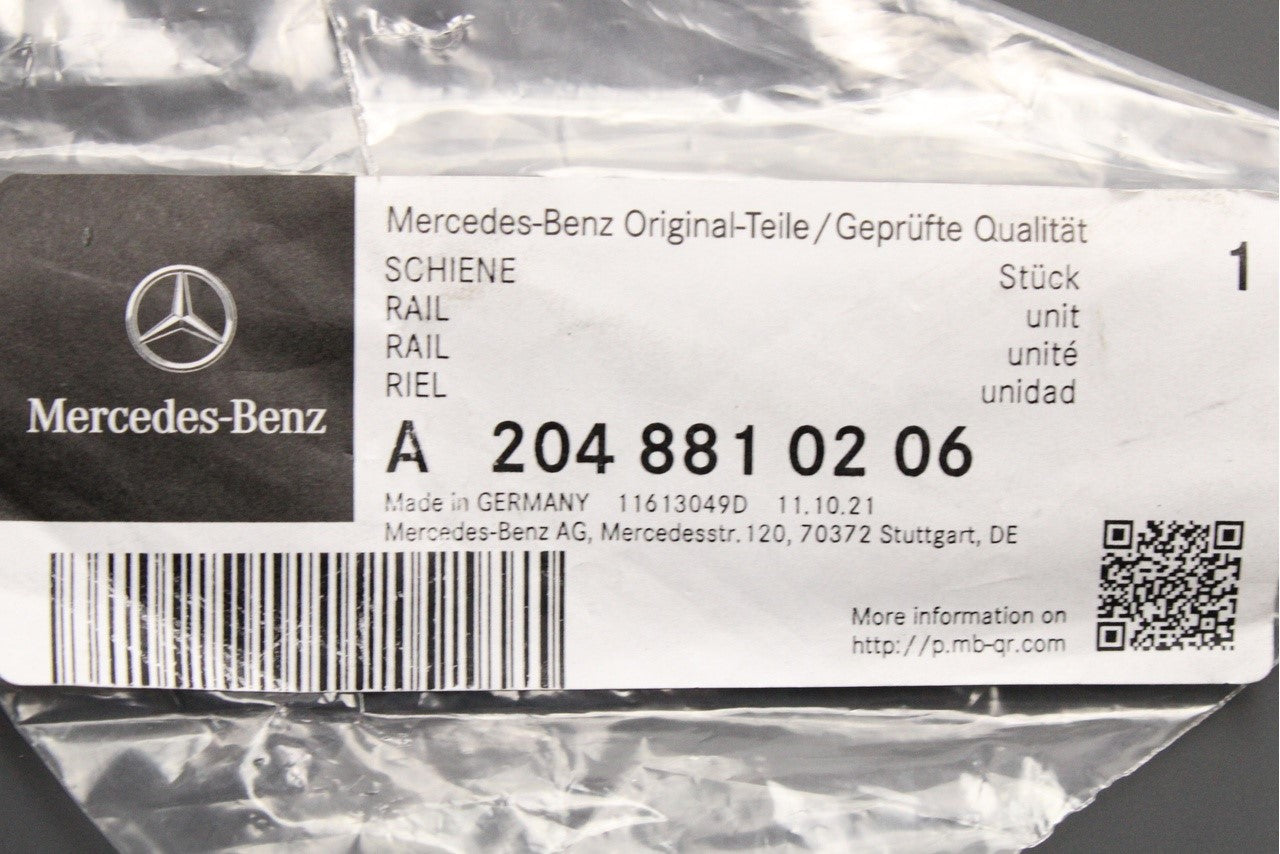 Mercedes-Benz Original-Teile/Geprüfte Qualität
SCHIENE Stück 1
RAIL unit
RAIL unité
RIEL unidad
Mercedes-Benz
A 204 881 02 06
Made in GERMANY 11613049D 11.10.21
Mercedes-Benz AG, Mercedesstr. 120, 70372 Stuttgart, DE
More information on
http://p.mb-qr.com